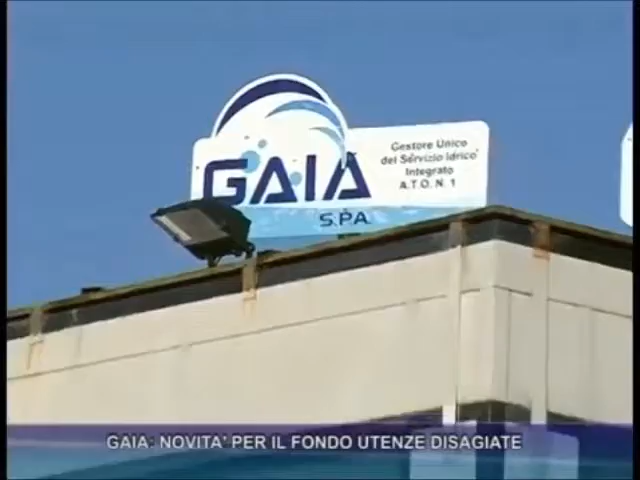 GAIA
S.P.A.
Gestore Unico
del Servizio Idrico
Integrato
A.T.O. N. 1
GAIA: NOVITA' PER IL FONDO UTENZE DISAGIATE